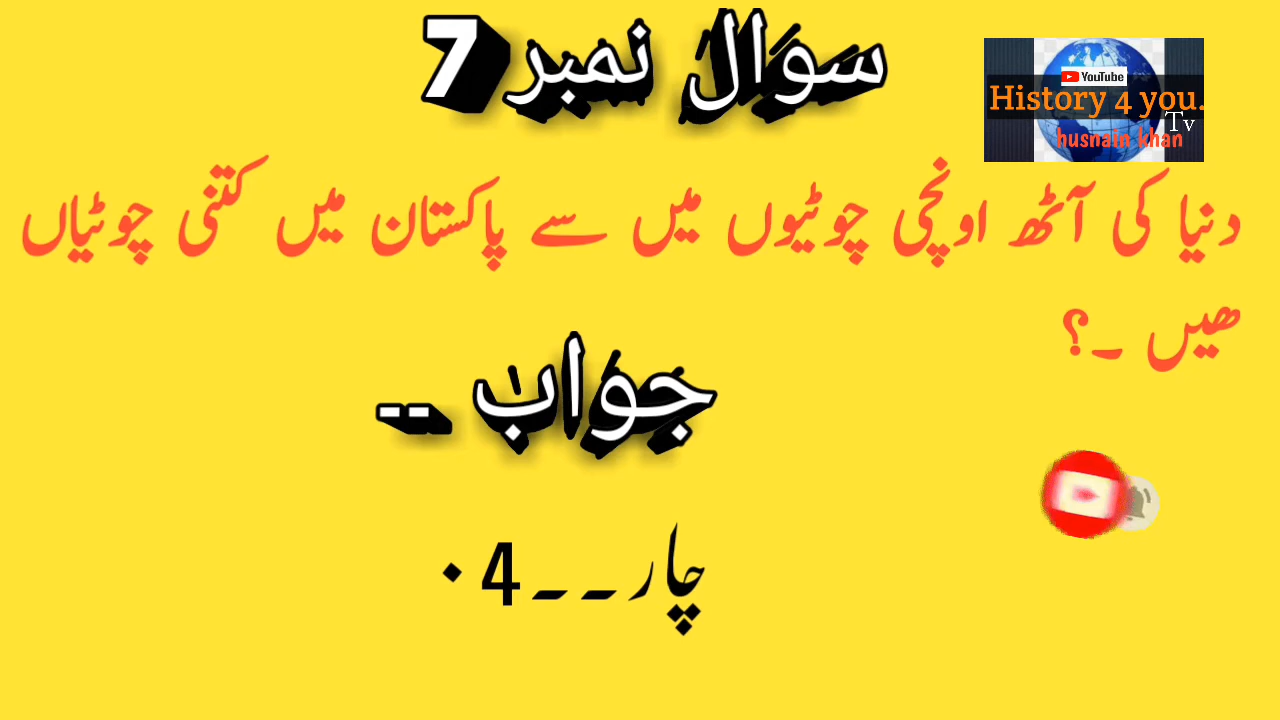 سوال نمبر 7
YouTube
History 4 you.
Tv
husnain khan
دنیا کی آٹھ اونچی چوٹیوں میں سے پاکستان میں کتنی چوٹیاں
ھیں ۔؟
جواب --
چار۔۔04